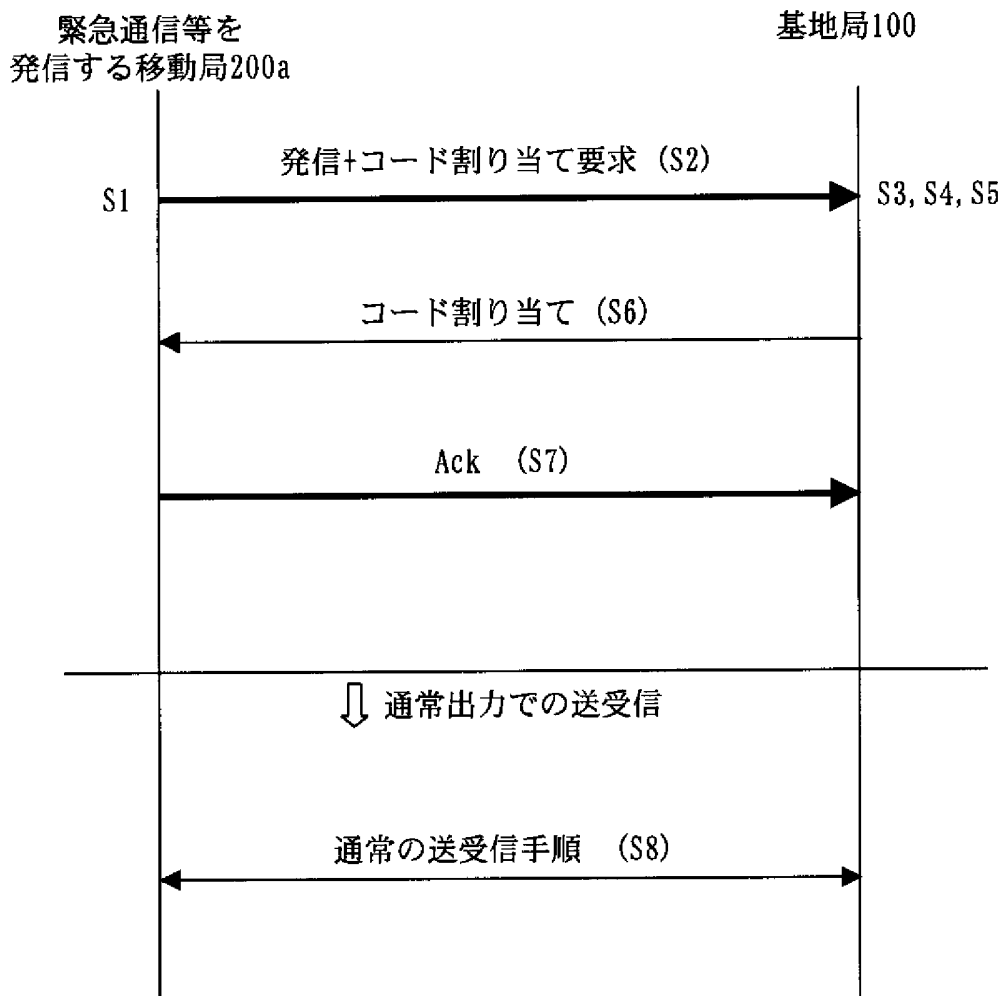 緊急通信等を
発信する移動局200a
基地局100
発信+コード割り当て要求 (S2)
S1
S3, S4, S5
コード割り当て (S6)
Ack (S7)
通常出力での送受信
通常の送受信手順 (S8)